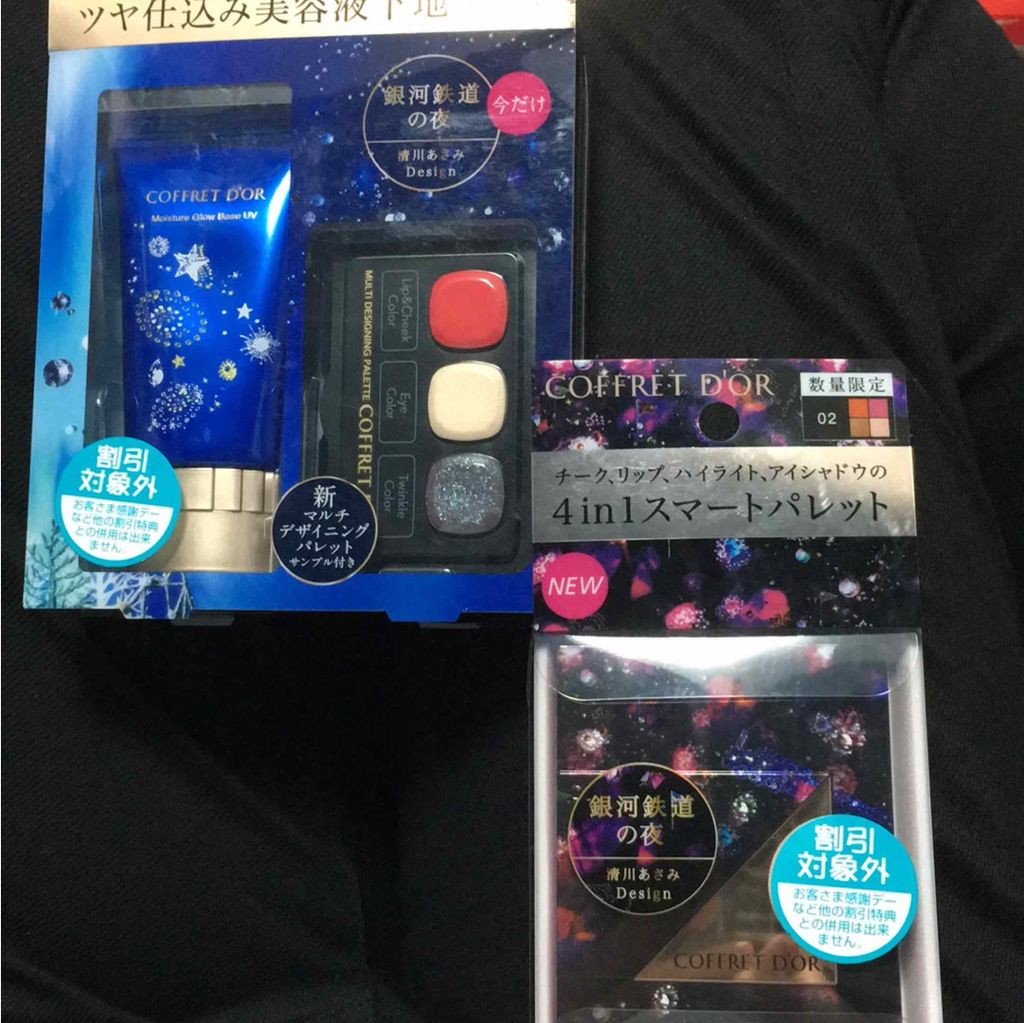 ツヤ仕込み美容液下地
銀河鉄道
の夜
清川あさみ
Design
今だけ
COFFRET D'OR
Moisture Glow Base UV
Lip&Cheek
Color
Eye
Color
Twinkle
Color
MULTI DESIGNING PALETTE COFFRET
割引
対象外
お客さま感謝デー
など他の割引特典
との併用は出来
ません。
新
マルチ
デザイニング
パレット
サンプル付き
COFFRET D'OR
数量限定
02
チーク、リップ、ハイライト、アイシャドウの
4in1スマートパレット
NEW
銀河鉄道
の夜
清川あさみ
Design
割引
対象外
お客さま感謝デー
など他の割引特典
との併用は出来
ません。
COFFRET D'OR